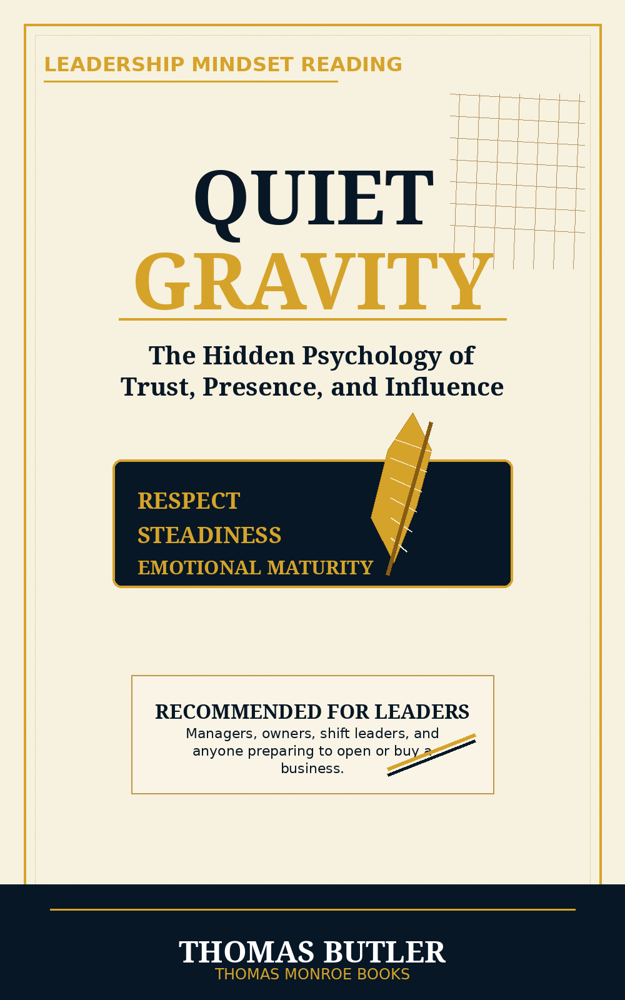 LEADERSHIP MINDSET READING
QUIET
GRAVITY
The Hidden Psychology of
Trust, Presence, and Influence
RESPECT
STEADINESS
EMOTIONAL MATURITY
RECOMMENDED FOR LEADERS
Managers, owners, shift leaders, and
anyone preparing to open or buy a
business.
THOMAS BUTLER
THOMAS MONROE BOOKS